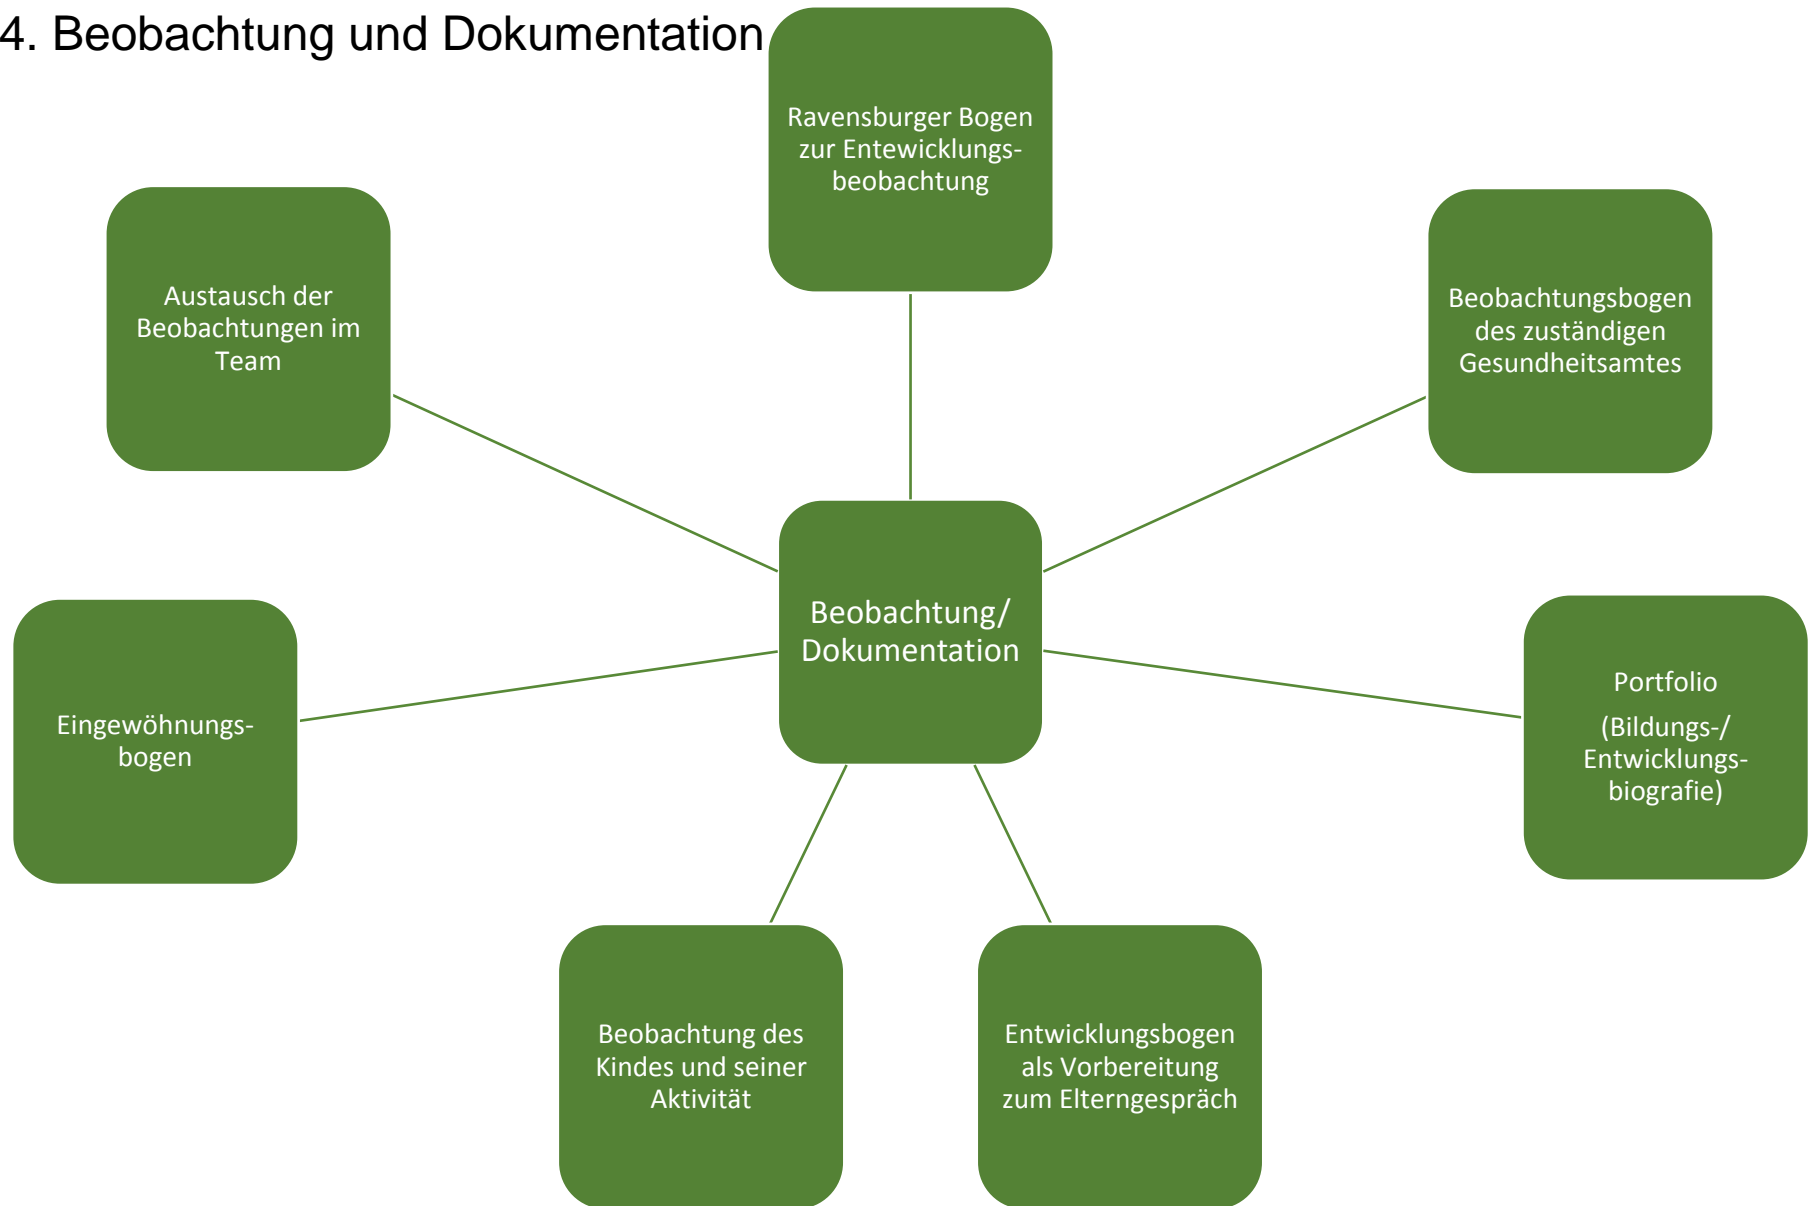 4. Beobachtung und Dokumentation
Ravensburger Bogen
zur Entewicklungs-
beobachtung
Beobachtungsbogen
des zuständigen
Gesundheitsamtes
Portfolio
(Bildungs-/
Entwicklungs-
biografie)
Entwicklungsbogen
als Vorbereitung
zum Elterngespräch
Beobachtung des
Kindes und seiner
Aktivität
Eingewöhnungs-
bogen
Austausch der
Beobachtungen im
Team
Beobachtung/
Dokumentation